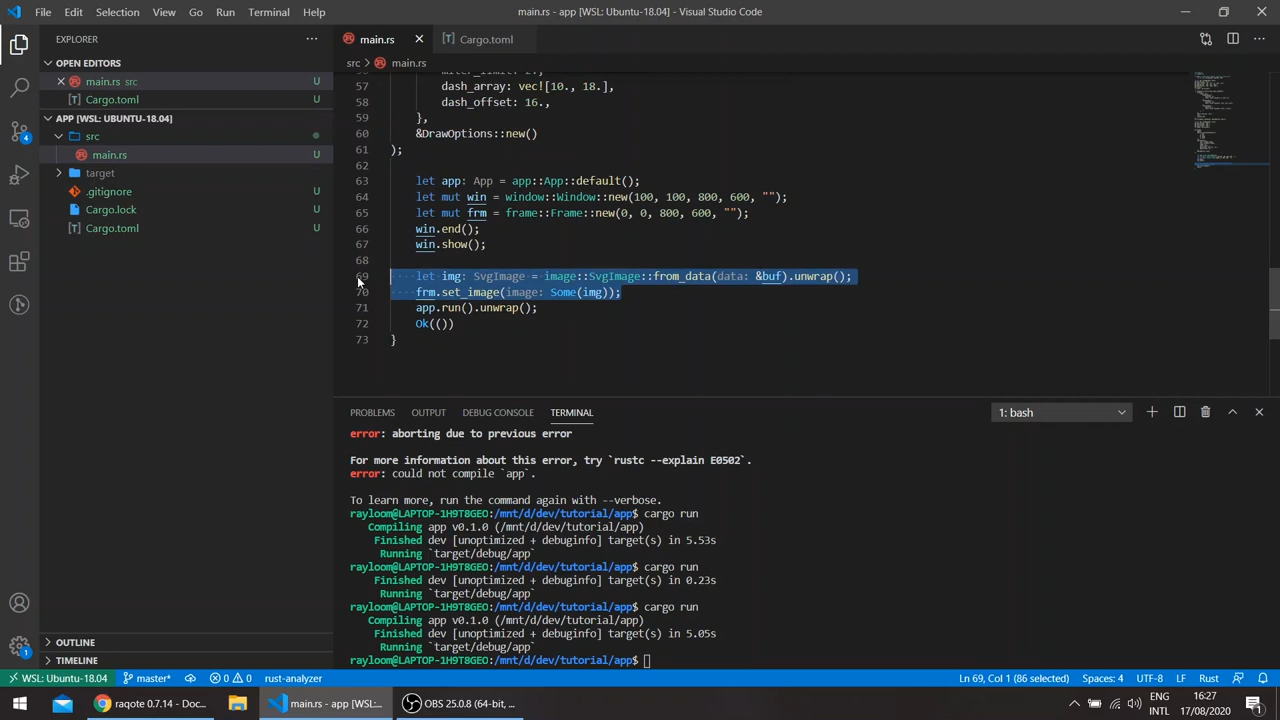 File Edit Selection View Go Run Terminal Help
main.rs - app [WSL: Ubuntu-18.04] - Visual Studio Code
EXPLORER
OPEN EDITORS
main.rs src U
Cargo.toml U
APP [WSL: UBUNTU-18.04]
src
main.rs U
target
.gitignore U
Cargo.lock U
Cargo.toml U
OUTLINE
TIMELINE
main.rs
Cargo.toml
src > main.rs
57 dash_array: vec![10., 18.],
58 dash_offset: 16.,
59 },
60 &DrawOptions::new()
61 );
62
63 let app: App = app::App::default();
64 let mut win = window::Window::new(100, 100, 800, 600, "");
65 let mut frm = frame::Frame::new(0, 0, 800, 600, "");
66 win.end();
67 win.show();
68
69 let img: SvgImage = image::SvgImage::from_data(data: &buf).unwrap();
70 frm.set_image(image: Some(img));
71 app.run().unwrap();
72 Ok(())
73 }
PROBLEMS OUTPUT DEBUG CONSOLE TERMINAL
1: bash
error: aborting due to previous error
For more information about this error, try `rustc --explain E0502`.
error: could not compile `app`.
To learn more, run the command again with --verbose.
rayloom@LAPTOP-1H9T8GEO:/mnt/d/dev/tutorial/app$ cargo run
Compiling app v0.1.0 (/mnt/d/dev/tutorial/app)
Finished dev [unoptimized + debuginfo] target(s) in 5.53s
Running `target/debug/app`
rayloom@LAPTOP-1H9T8GEO:/mnt/d/dev/tutorial/app$ cargo run
Finished dev [unoptimized + debuginfo] target(s) in 0.23s
Running `target/debug/app`
rayloom@LAPTOP-1H9T8GEO:/mnt/d/dev/tutorial/app$ cargo run
Compiling app v0.1.0 (/mnt/d/dev/tutorial/app)
Finished dev [unoptimized + debuginfo] target(s) in 5.05s
Running `target/debug/app`
rayloom@LAPTOP-1H9T8GEO:/mnt/d/dev/tutorial/app$
WSL: Ubuntu-18.04 master* 0 0 rust-analyzer
Ln 69, Col 1 (86 selected) Spaces: 4 UTF-8 LF Rust
raqote 0.7.14 - Doc...
main.rs - app [WSL:...
OBS 25.0.8 (64-bit, ...
ENG
INTL
16:27
17/08/2020